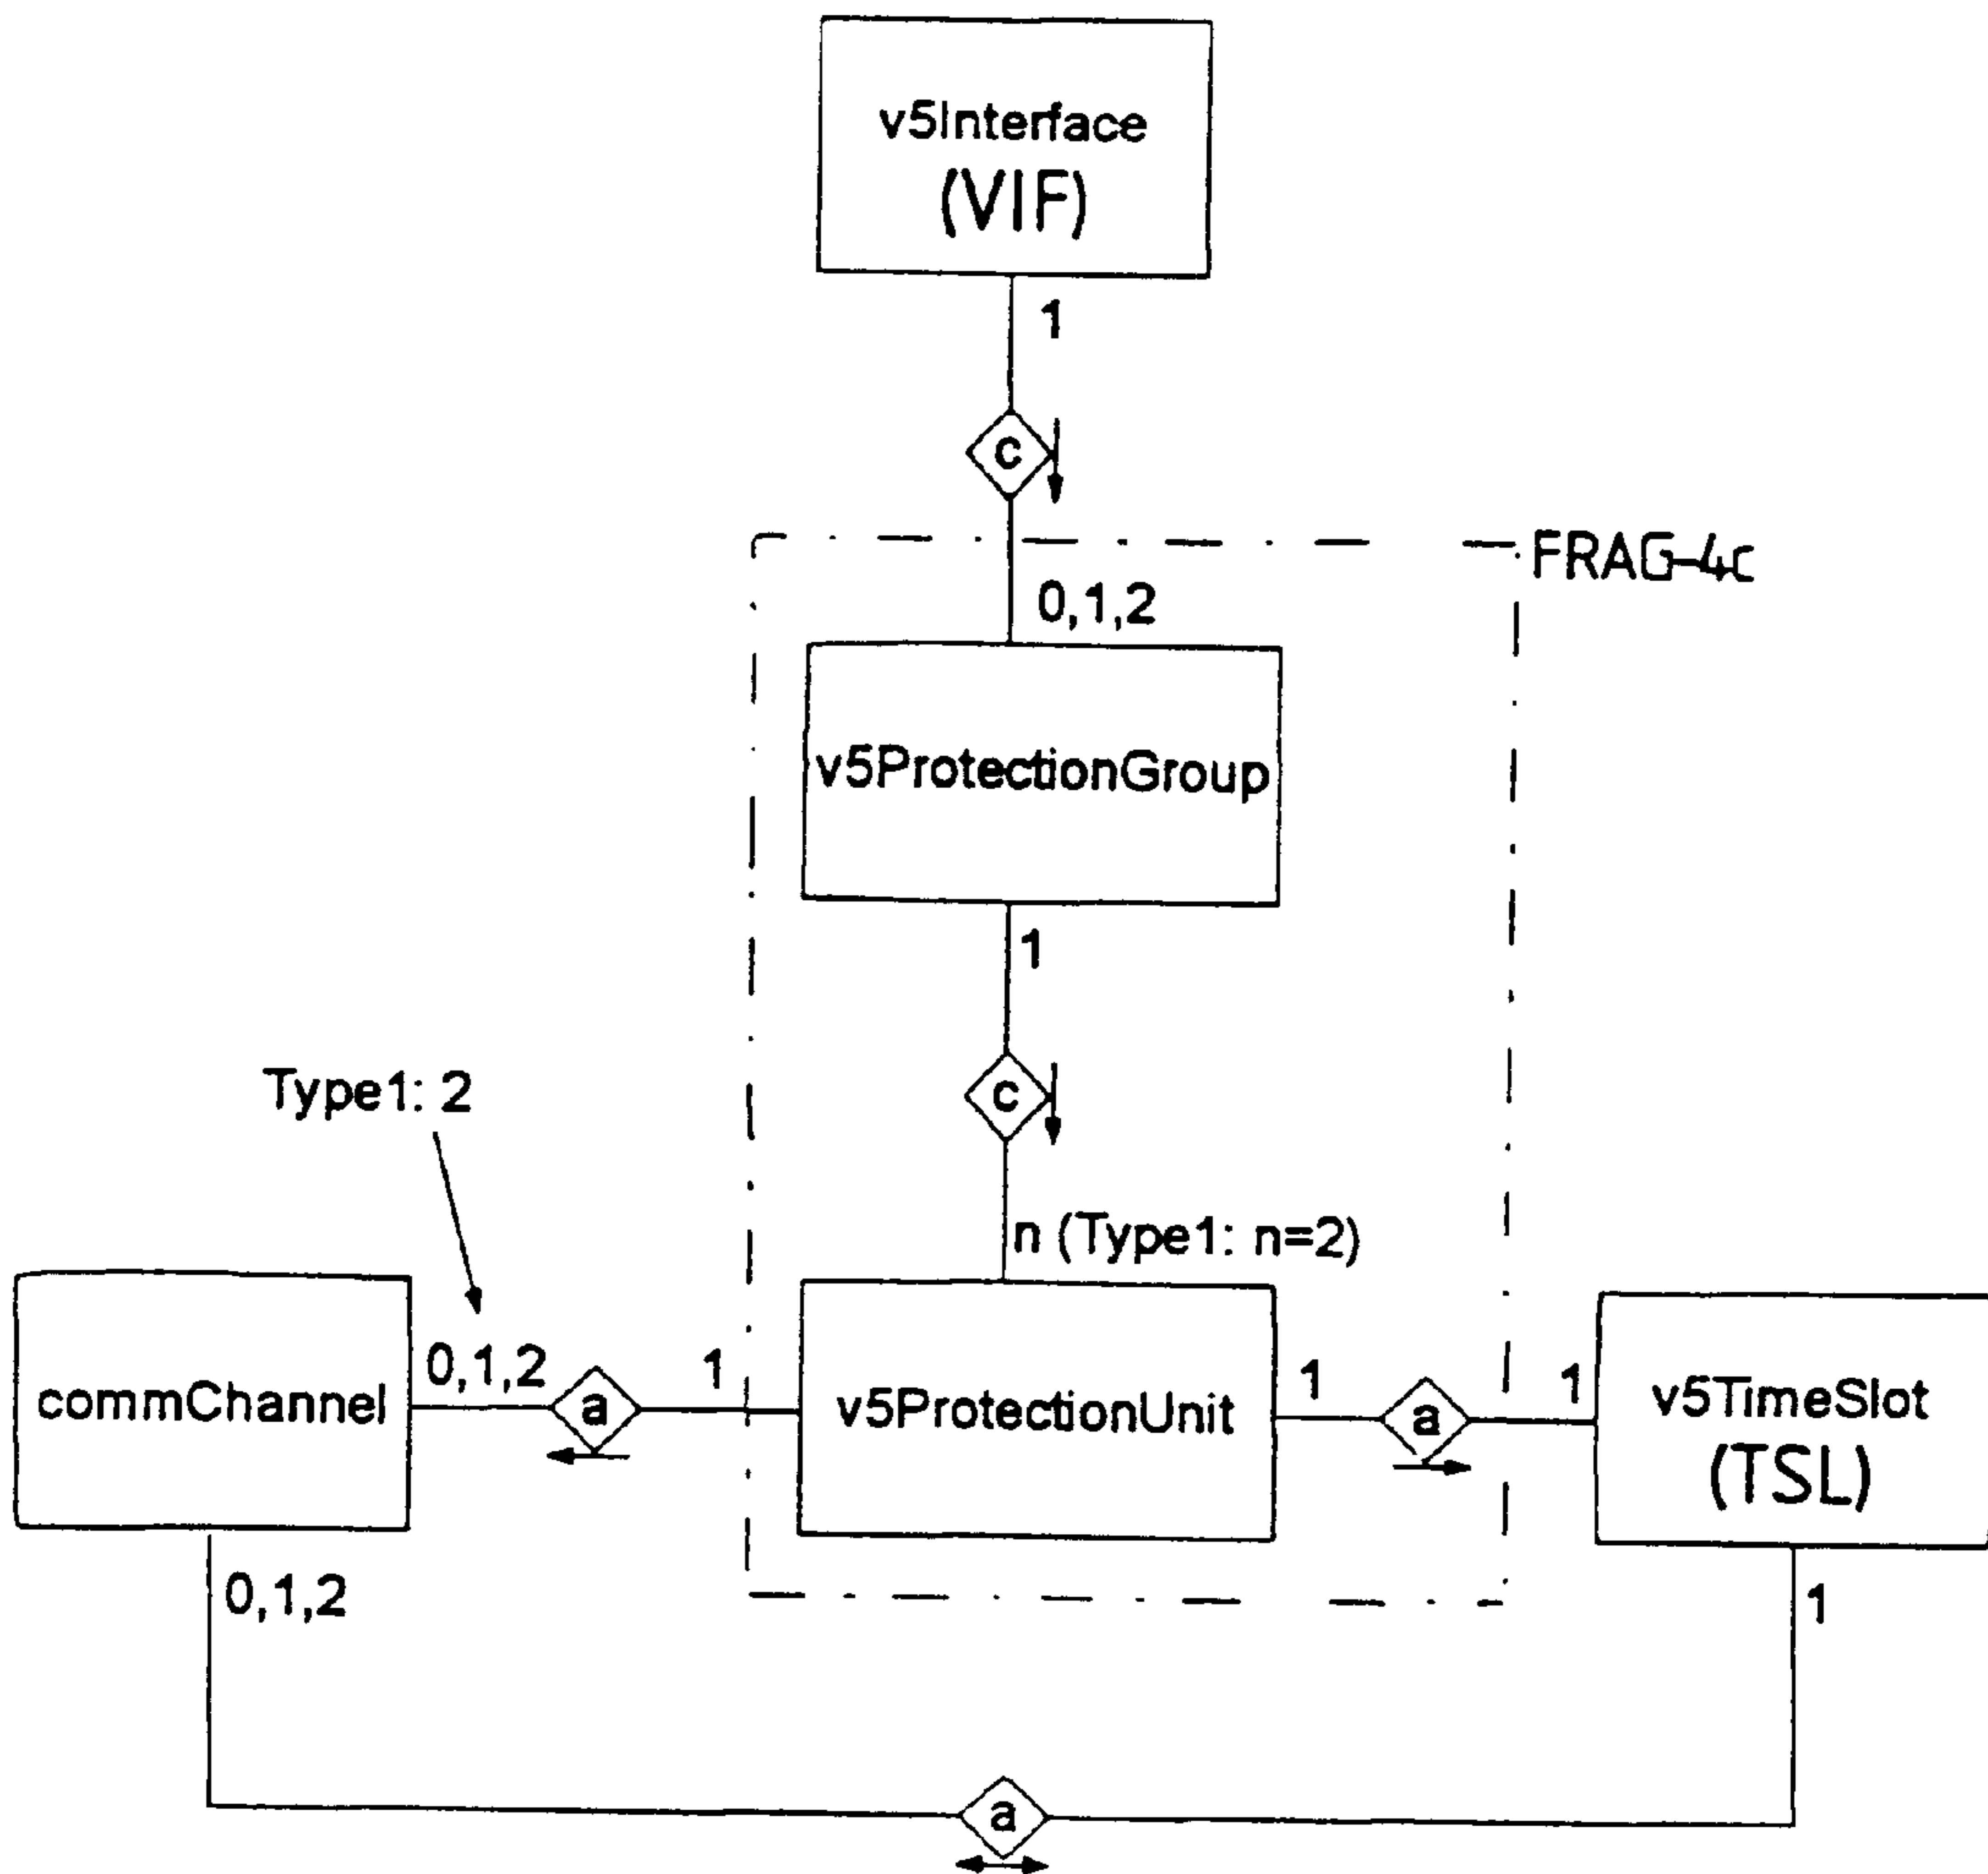 v5Interface
(VIF)
1
c
FRAG-4c
0,1,2
v5ProtectionGroup
1
c
Type1: 2
n (Type1: n=2)
commChannel
0,1,2
a
1
v5ProtectionUnit
1
a
1
v5TimeSlot
(TSL)
0,1,2
1
a